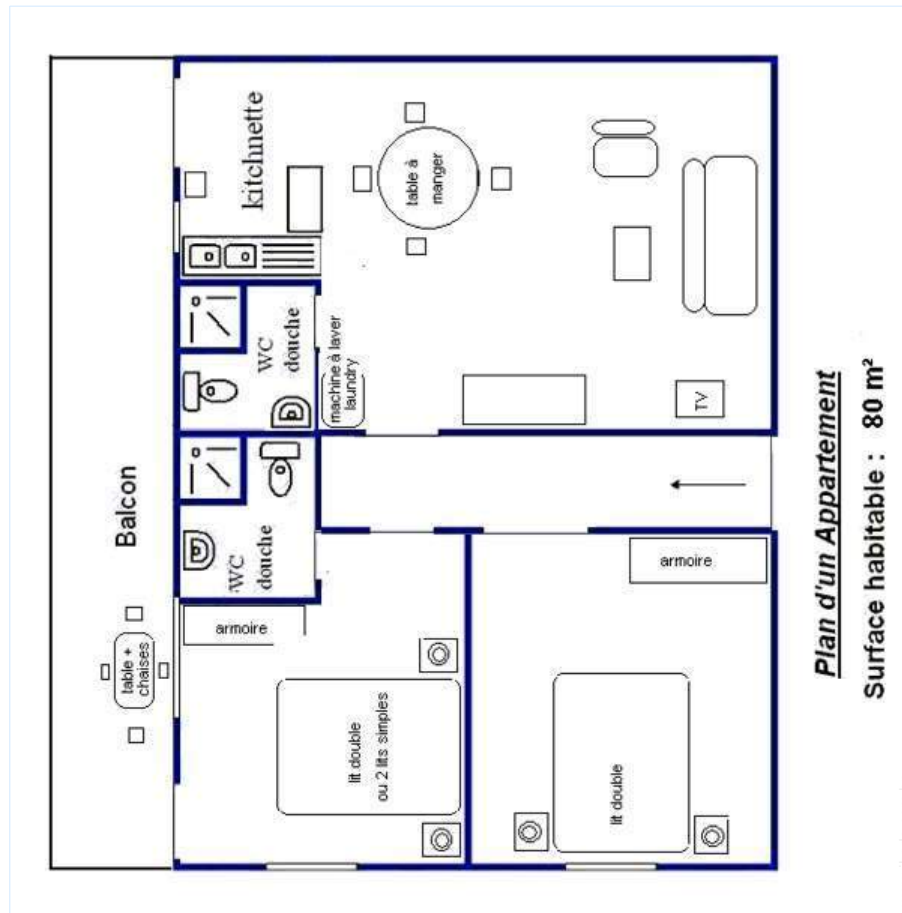 kitchnette
table à
manger
WC
douche
machine à laver
laundry
TV
Balcon
WC
douche
armoire
armoire
table +
chaises
lit double
ou 2 lits simples
lit double
Plan d'un Appartement
Surface habitable : 80 m²